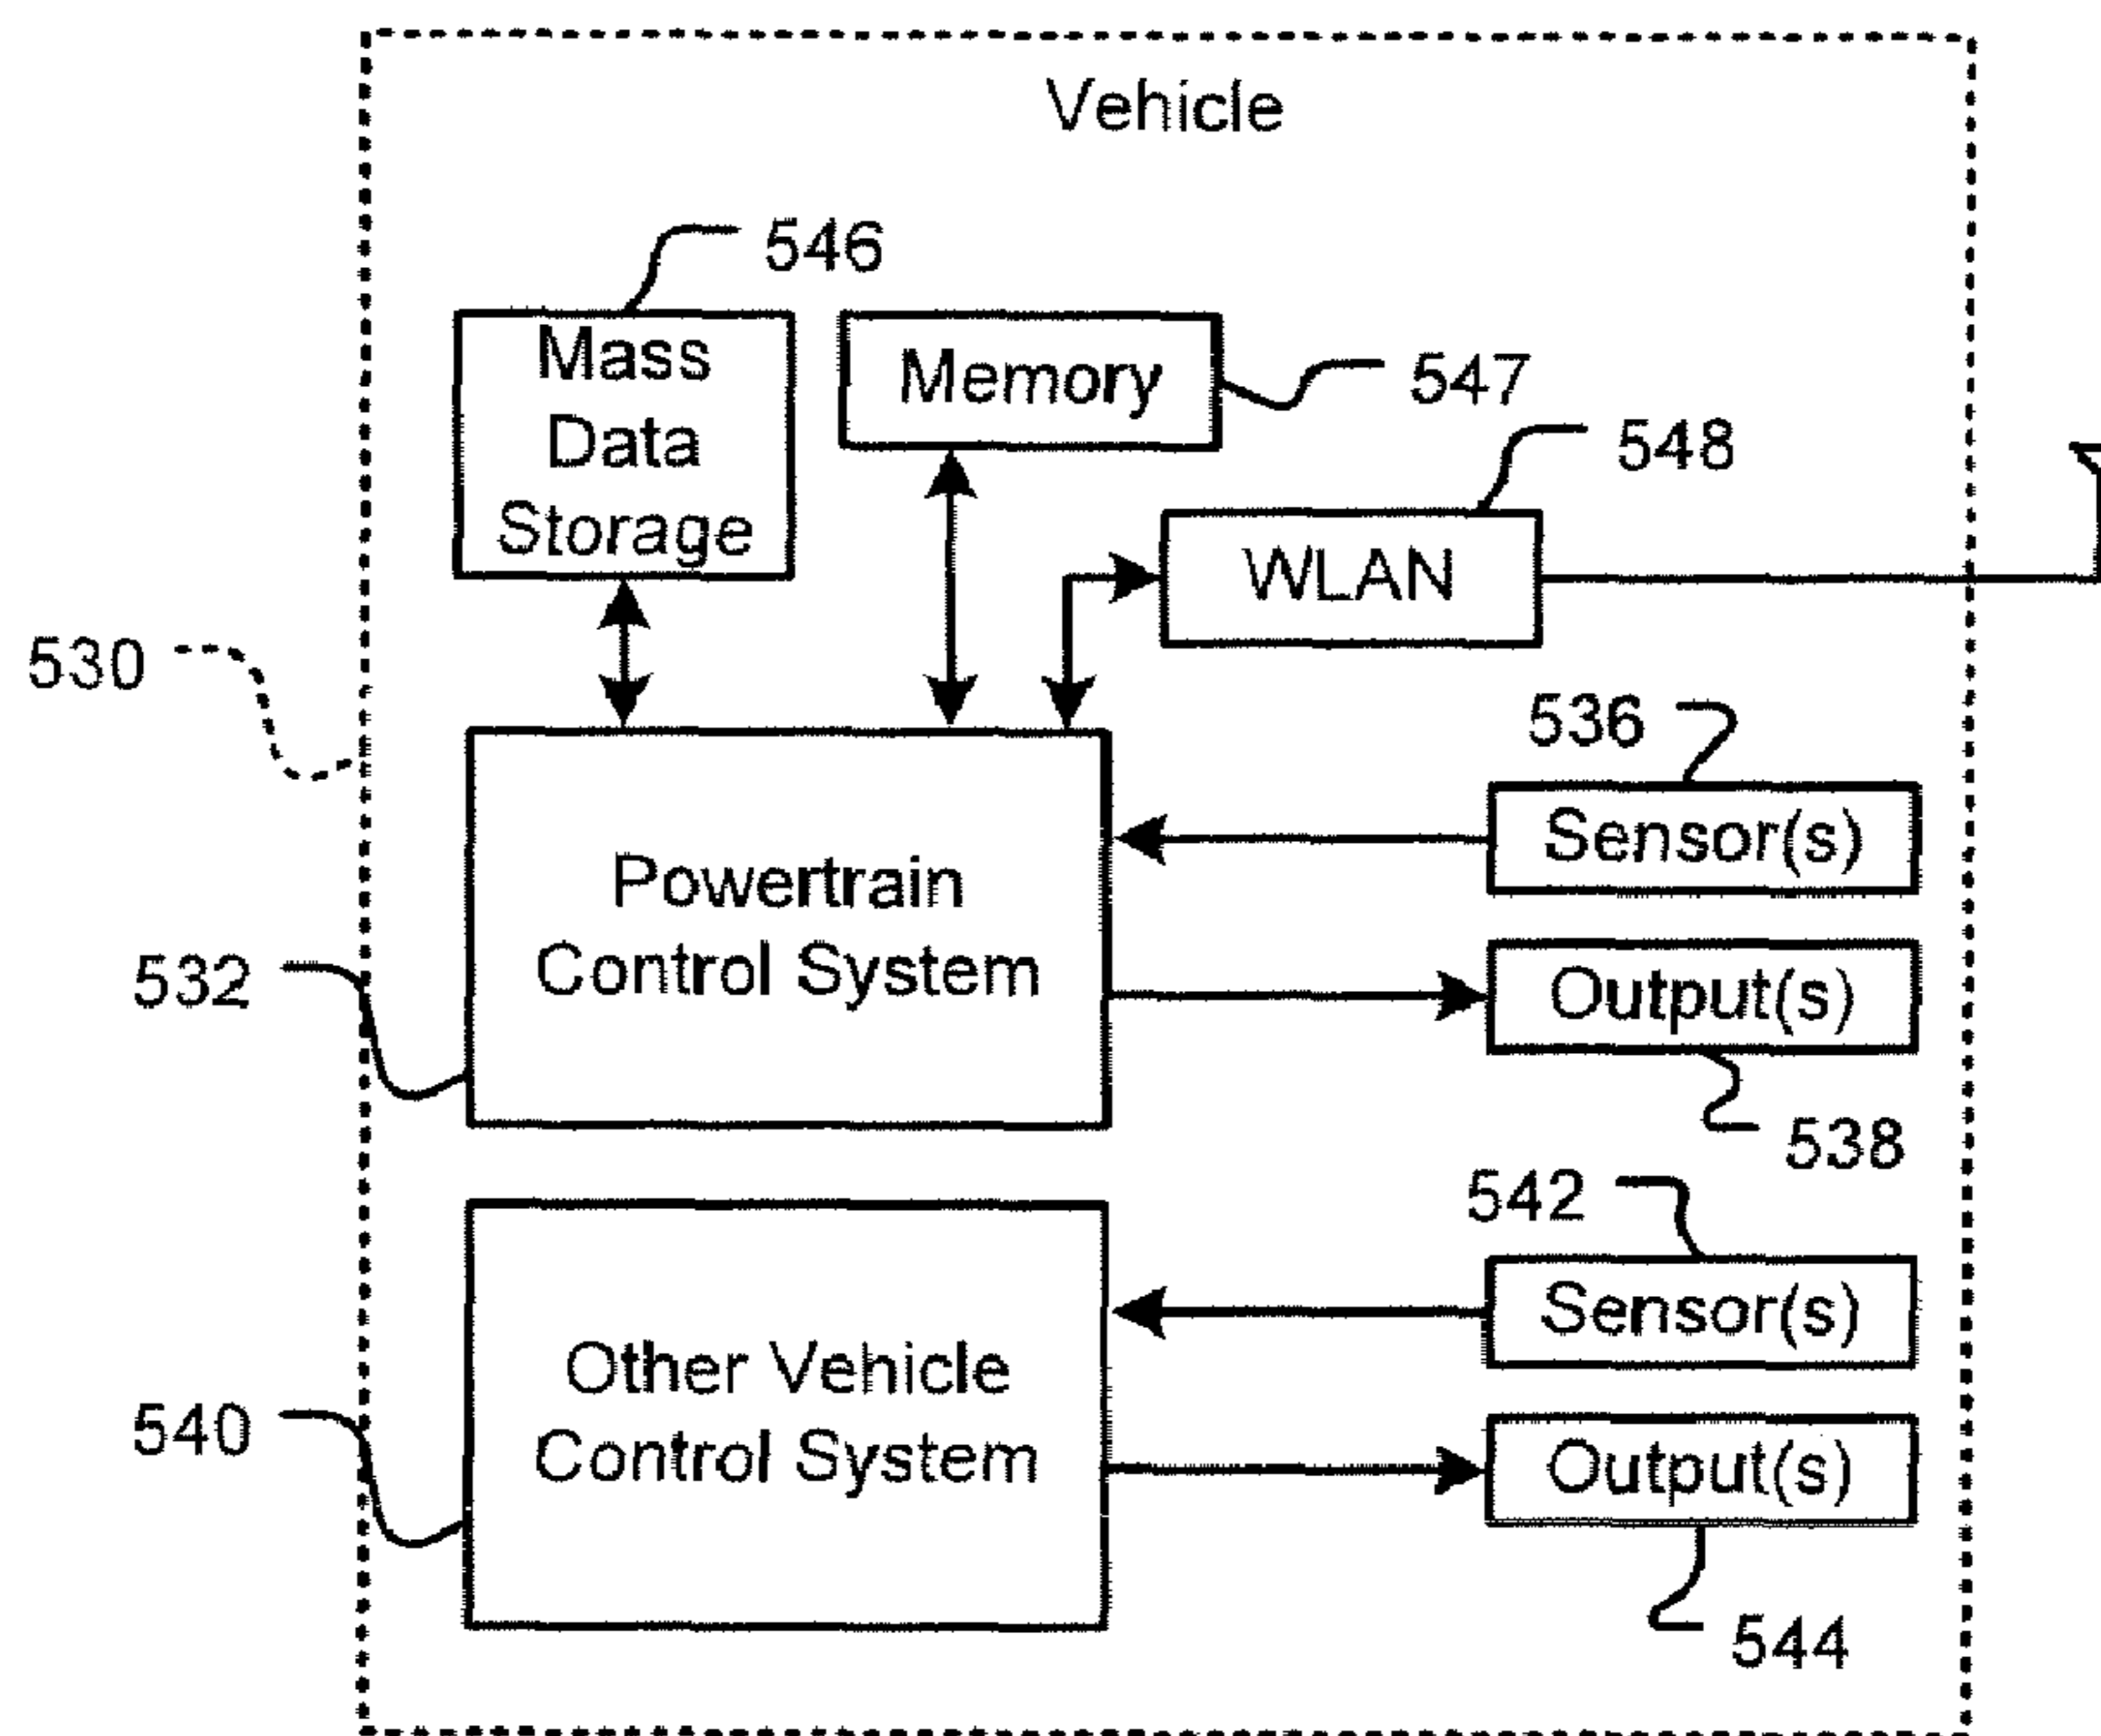 Vehicle
546
Mass
Data
Storage
Memory
547
548
WLAN
530
536
Sensor(s)
Powertrain
Control System
532
Output(s)
538
542
Sensor(s)
Other Vehicle
Control System
540
Output(s)
544